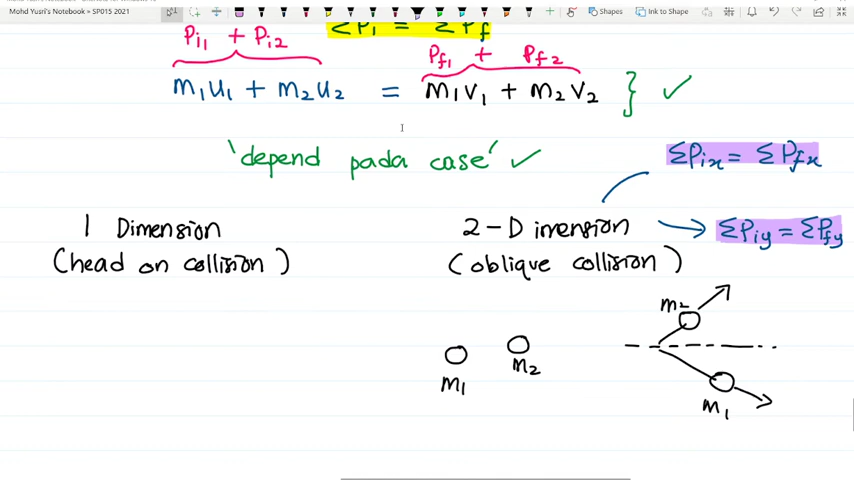 Mohd Yusri's Notebook » SP015 2021
Shapes
Ink to Shape
Pi1 + Pi2
ΣPi = ΣPf
Pf1 + Pf2
m1u1 + m2u2 = m1v1 + m2v2 } ✓
'depend pada case' ✓
ΣPix = ΣPfx
1 Dimension
2-Dimension
ΣPiy = ΣPfy
(head on collision)
(oblique collision)
m2
m1
m2
m1